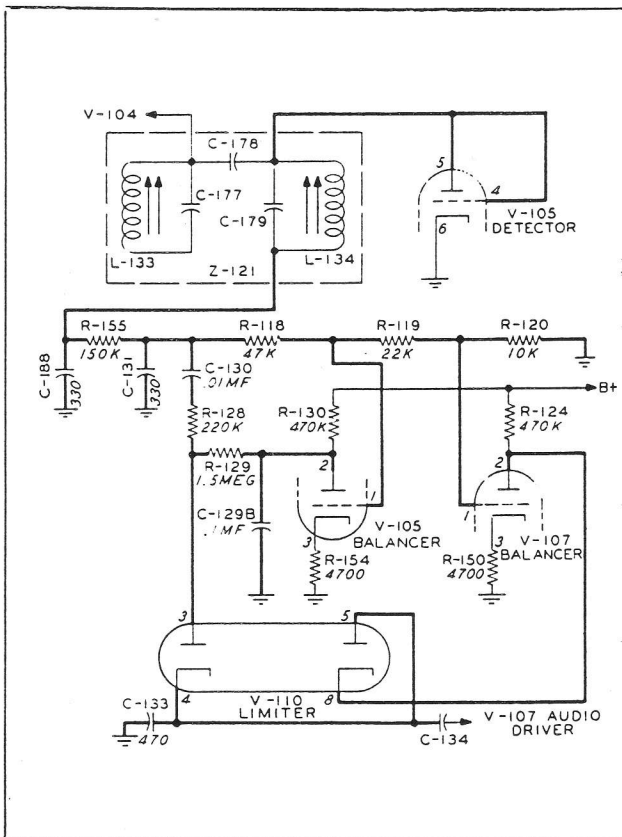 V-104
C-178
C-177
C-179
L-133
L-134
Z-121
5
4
6
V-105
DETECTOR
R-155
150K
R-118
47K
R-119
22K
R-120
10K
C-188
330
C-131
330
C-130
.01MF
R-128
220K
R-130
470K
B+
R-124
470K
R-129
1.5MEG
2
1
2
1
C-129B
.1MF
3
V-105
BALANCER
3
V-107
BALANCER
R-154
4700
R-150
4700
3
5
4
8
V-110
LIMITER
C-133
470
C-134
V-107 AUDIO
DRIVER